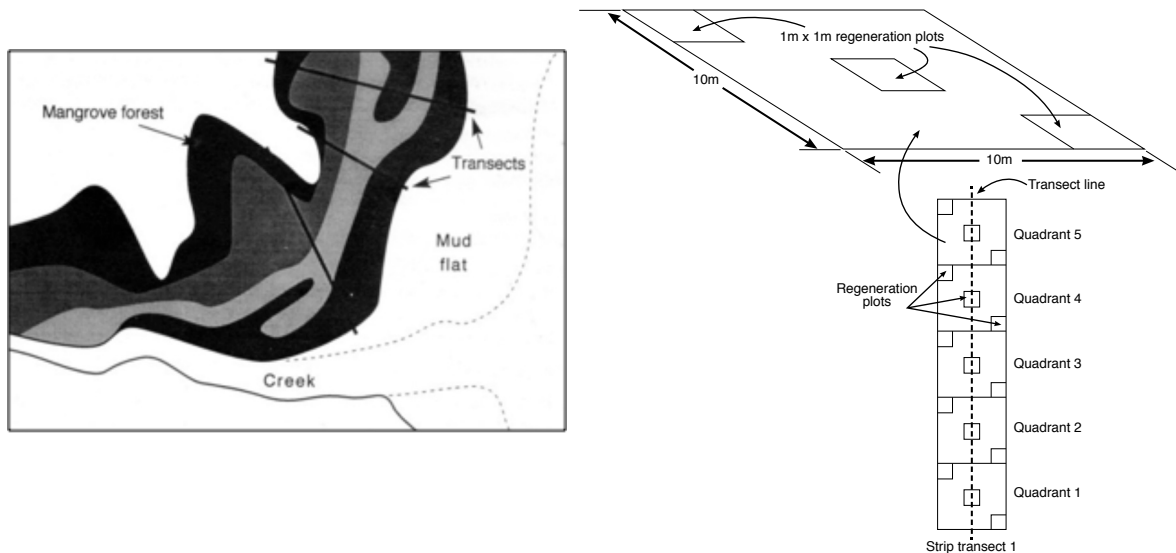 Mangrove forest
Transects
Mud
flat
Creek
1m x 1m regeneration plots
10m
10m
Transect line
Quadrant 5
Regeneration
plots
Quadrant 4
Quadrant 3
Quadrant 2
Quadrant 1
Strip transect 1